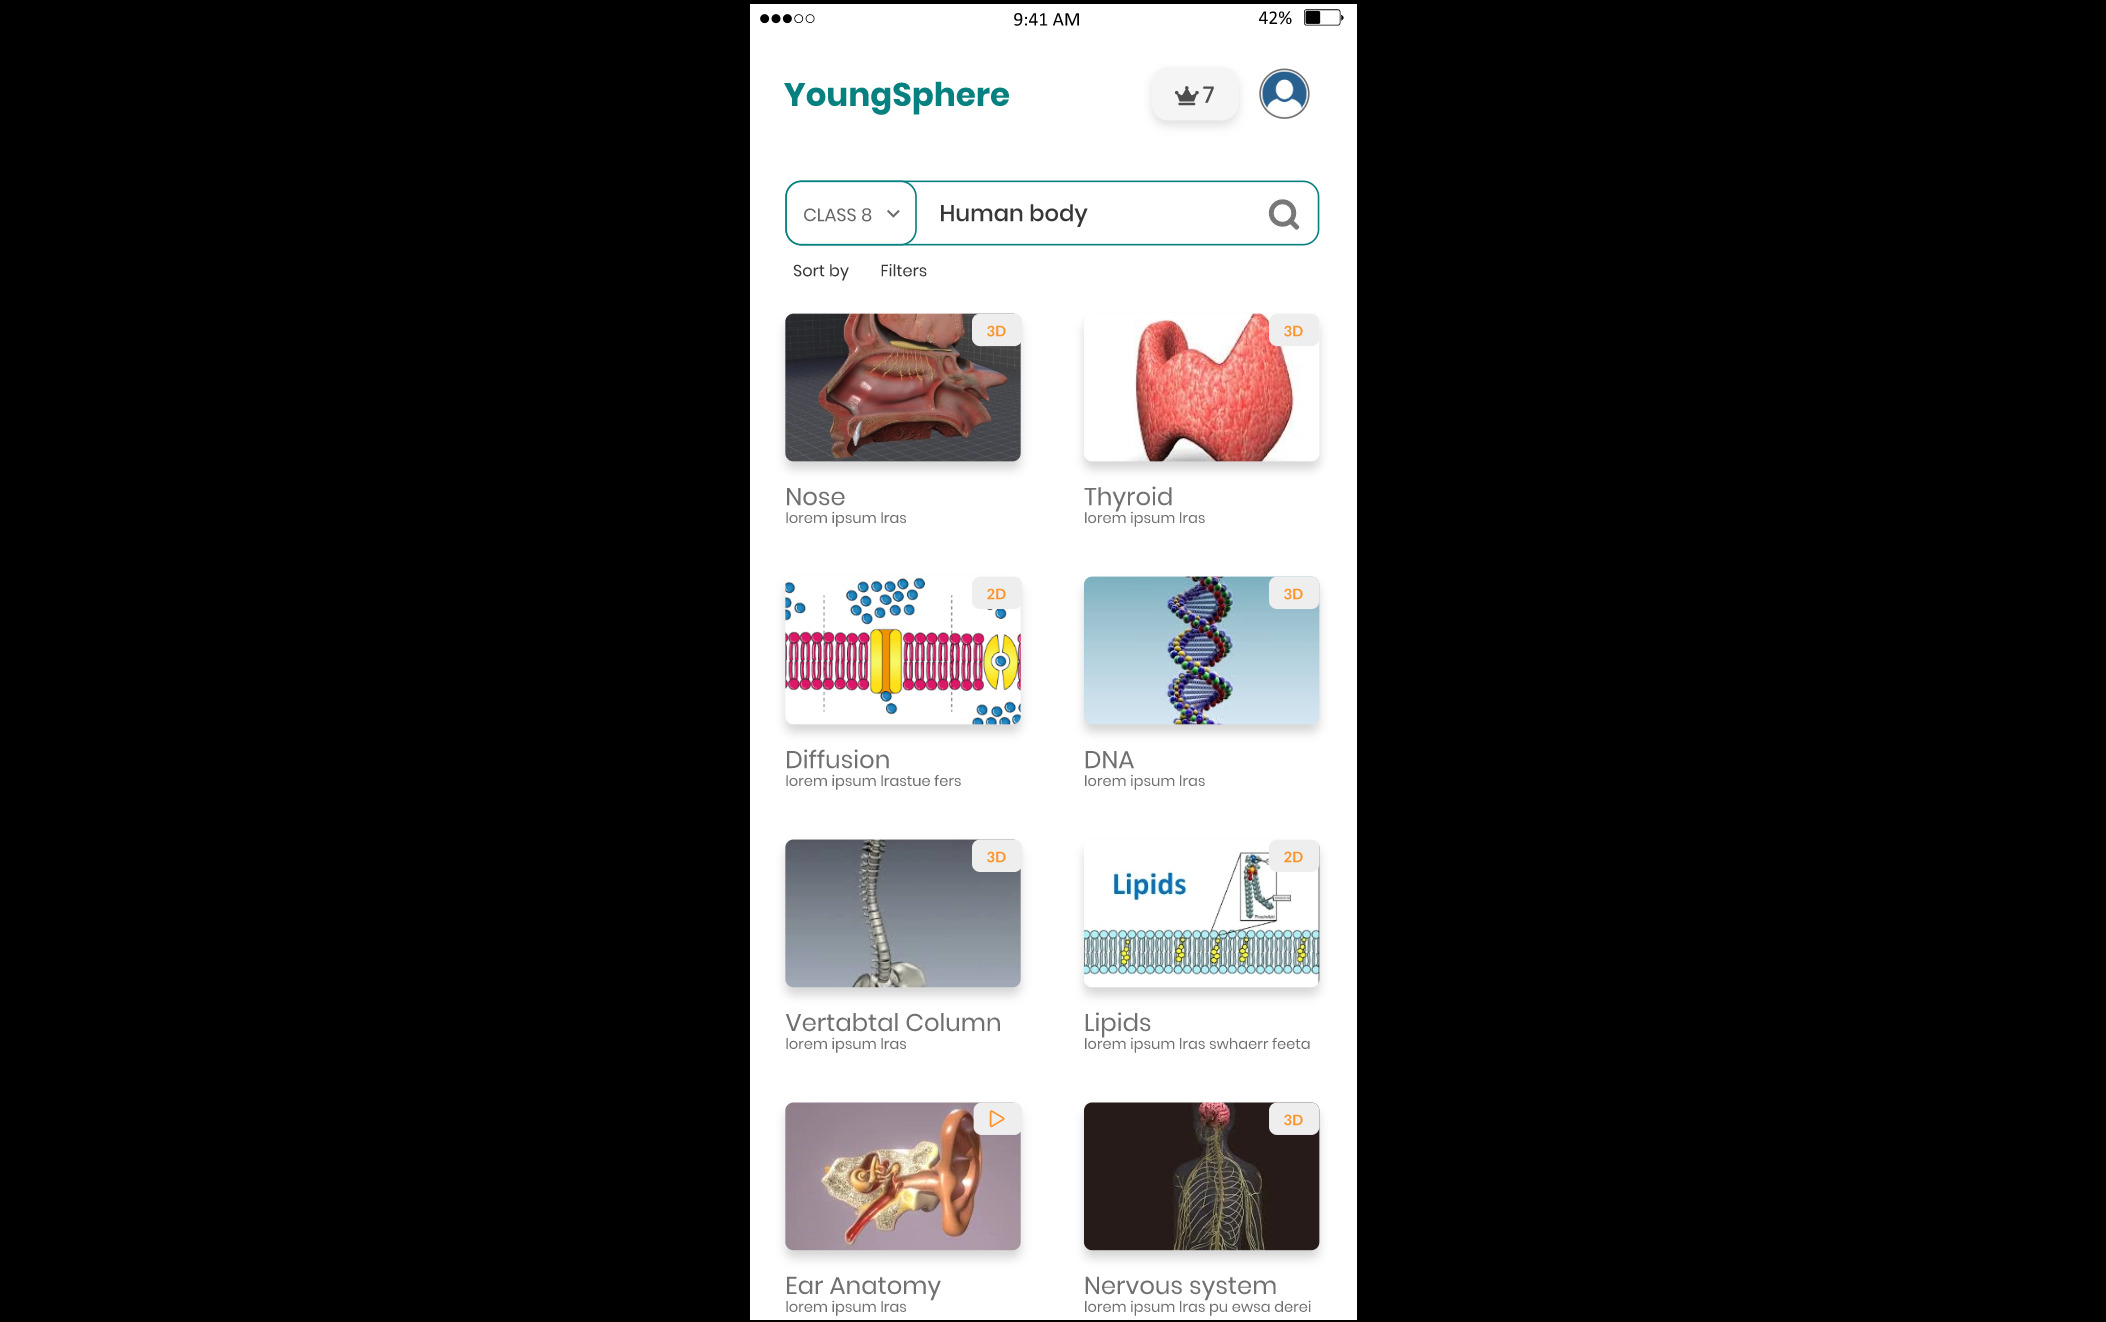 9:41 AM 42%
YoungSphere 7
CLASS 8 Human body
Sort by Filters
3D 3D
Nose Thyroid
lorem ipsum lras lorem ipsum lras
2D 3D
Diffusion DNA
lorem ipsum lrastue fers lorem ipsum lras
3D 2D
Lipids
Vertabtal Column Lipids
lorem ipsum lras lorem ipsum lras swhaerr feeta
3D
Ear Anatomy Nervous system
lorem ipsum lras lorem ipsum lras pu ewsa derei